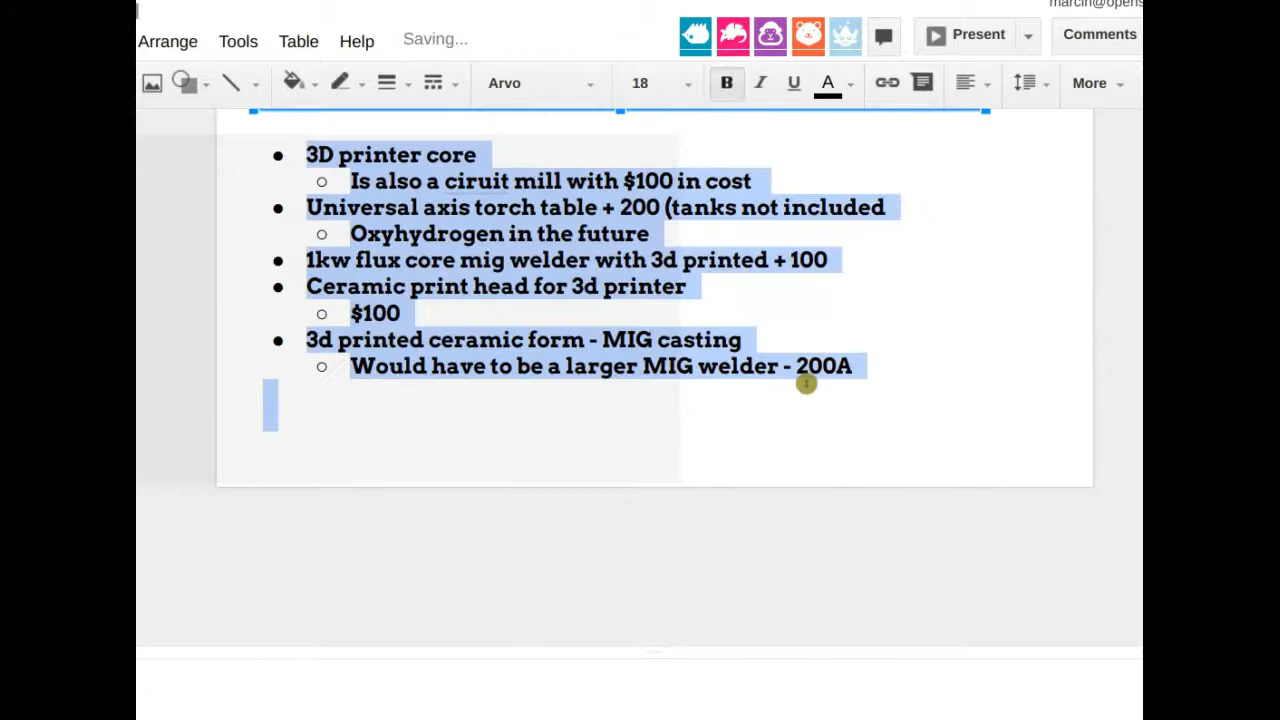 marcin@opens
Arrange Tools Table Help Saving... Present Comments
Arvo 18 B I U A More
3D printer core
Is also a ciruit mill with $100 in cost
Universal axis torch table + 200 (tanks not included
Oxyhydrogen in the future
1kw flux core mig welder with 3d printed + 100
Ceramic print head for 3d printer
$100
3d printed ceramic form - MIG casting
Would have to be a larger MIG welder - 200A